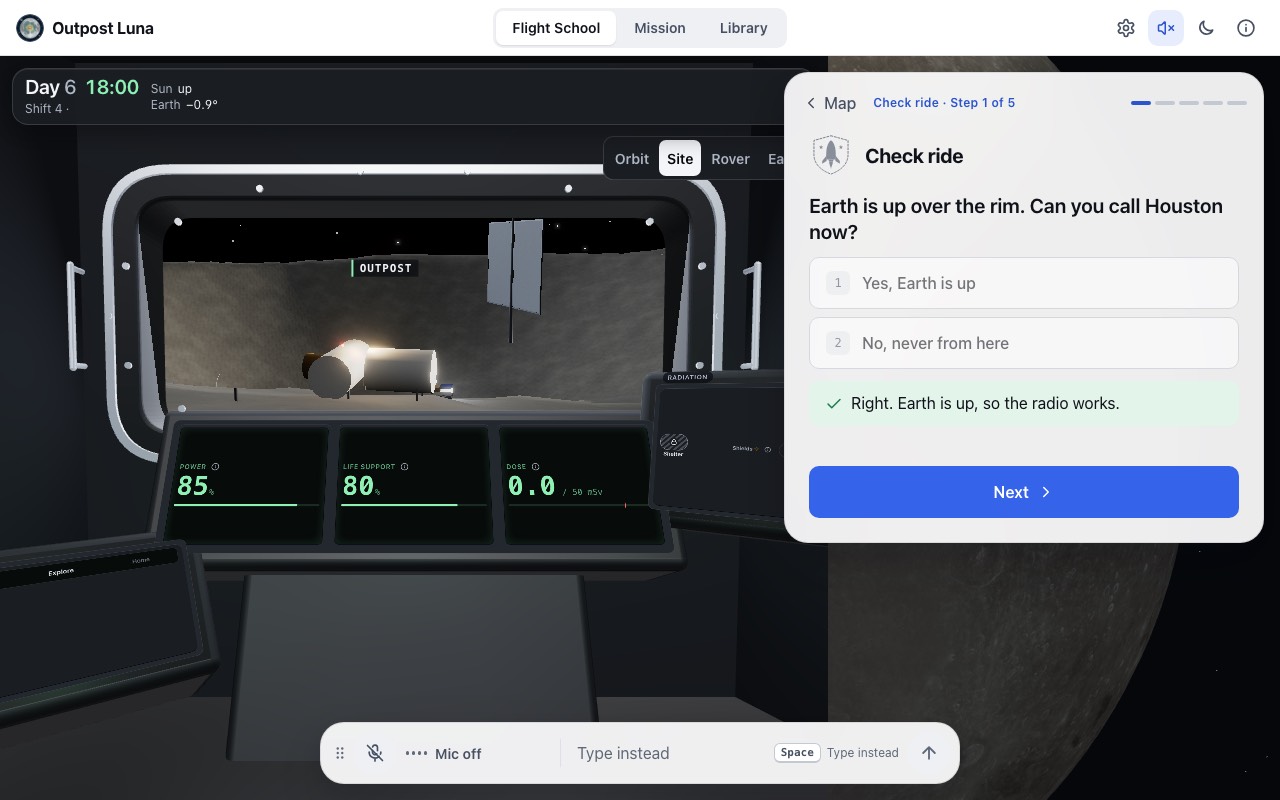 Outpost Luna
Flight School
Mission
Library
Day 6 18:00
Shift 4 ·
Sun up
Earth −0.9°
Orbit
Site
Rover
Ea
Map
Check ride · Step 1 of 5
Check ride
Earth is up over the rim. Can you call Houston
now?
1 Yes, Earth is up
2 No, never from here
Right. Earth is up, so the radio works.
Next
OUTPOST
RADIATION
Shelter
Shields
POWER
85%
LIFE SUPPORT
80%
DOSE
0.0 / 50 mSv
Explore
Home
Mic off
Type instead
Space
Type instead